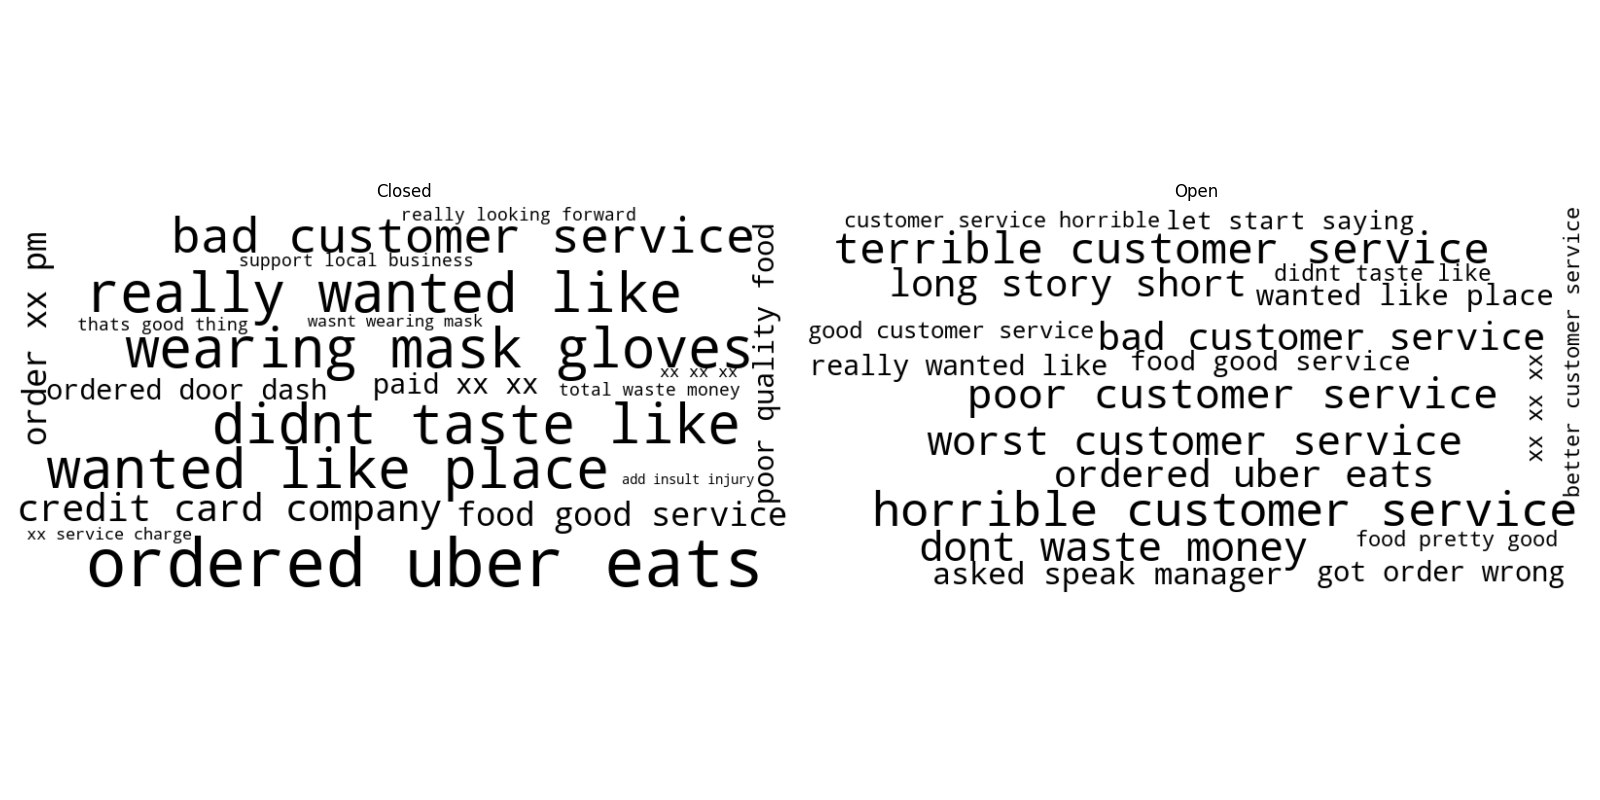 Closed
really looking forward
bad customer service
support local business
really wanted like
thats good thing
wasnt wearing mask
wearing mask gloves
xx xx xx
ordered door dash
paid xx xx
total waste money
didnt taste like
wanted like place
add insult injury
credit card company
food good service
xx service charge
ordered uber eats
order xx pm
poor quality food
Open
customer service horrible
let start saying
terrible customer service
long story short
didnt taste like
wanted like place
good customer service
bad customer service
really wanted like
food good service
poor customer service
worst customer service
ordered uber eats
horrible customer service
dont waste money
food pretty good
asked speak manager
got order wrong
xx xx xx
better customer service